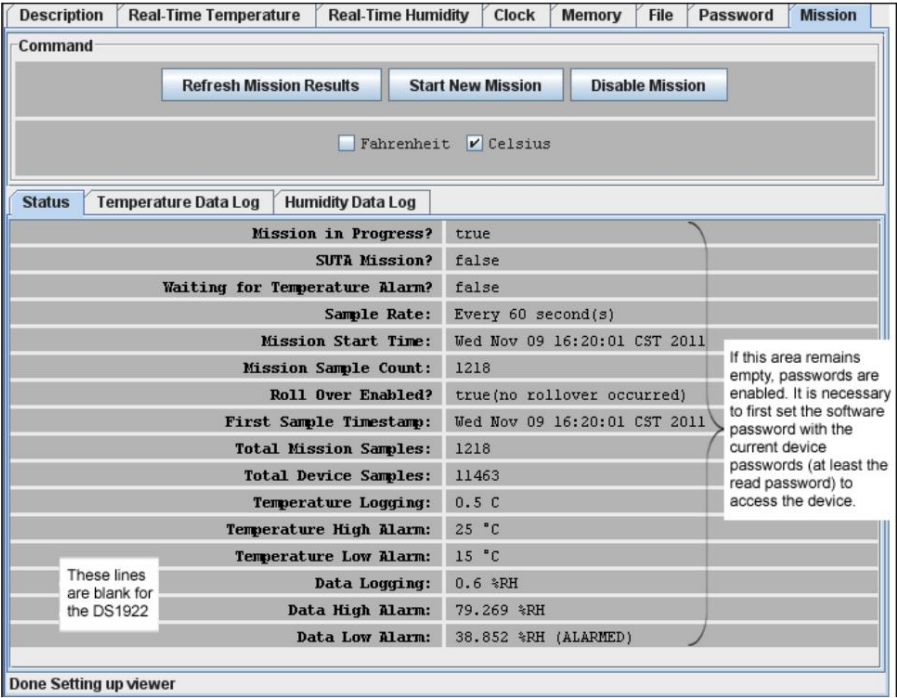 Description Real-Time Temperature Real-Time Humidity Clock Memory File Password Mission
Command
Refresh Mission Results Start New Mission Disable Mission
Fahrenheit Celsius
Status Temperature Data Log Humidity Data Log
Mission in Progress? true
SUTA Mission? false
Waiting for Temperature Alarm? false
Sample Rate: Every 60 second(s)
Mission Start Time: Wed Nov 09 16:20:01 CST 2011
Mission Sample Count: 1218
Roll Over Enabled? true(no rollover occurred)
First Sample Timestamp: Wed Nov 09 16:20:01 CST 2011
Total Mission Samples: 1218
Total Device Samples: 11463
Temperature Logging: 0.5 C
Temperature High Alarm: 25 °C
Temperature Low Alarm: 15 °C
Data Logging: 0.6 %RH
Data High Alarm: 79.269 %RH
Data Low Alarm: 38.852 %RH (ALARMED)
If this area remains
empty, passwords are
enabled. It is necessary
to first set the software
password with the
current device
passwords (at least the
read password) to
access the device.
These lines
are blank for
the DS1922
Done Setting up viewer